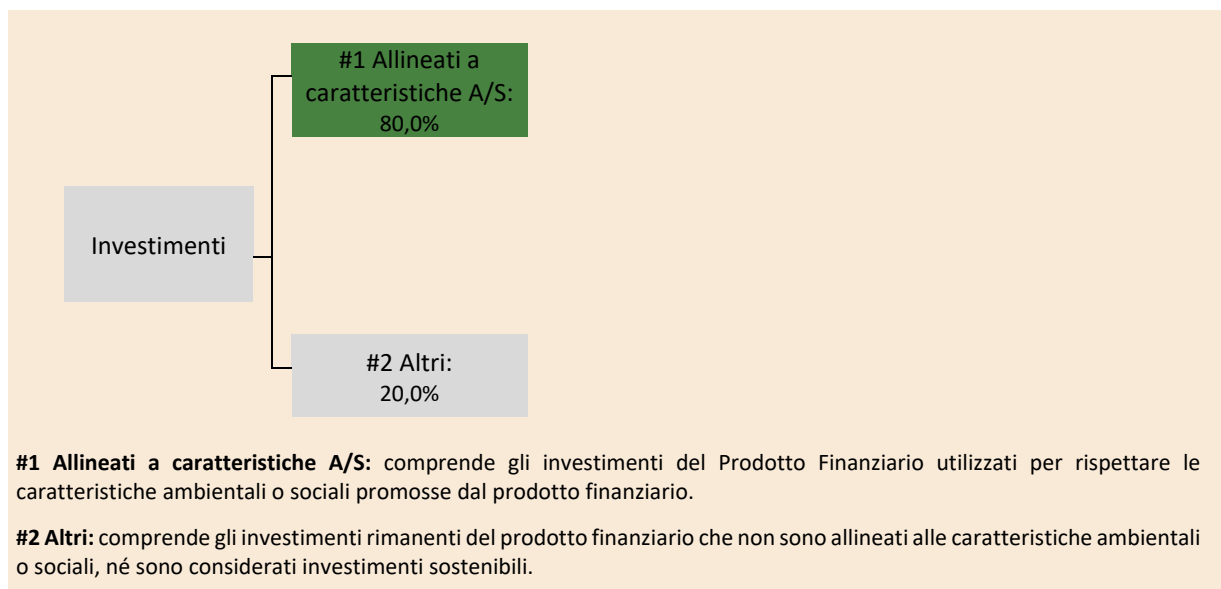 #1 Allineati a
caratteristiche A/S:
80,0%
Investimenti
#2 Altri:
20,0%
#1 Allineati a caratteristiche A/S: comprende gli investimenti del Prodotto Finanziario utilizzati per rispettare le
caratteristiche ambientali o sociali promosse dal prodotto finanziario.
#2 Altri: comprende gli investimenti rimanenti del prodotto finanziario che non sono allineati alle caratteristiche ambientali
o sociali, né sono considerati investimenti sostenibili.